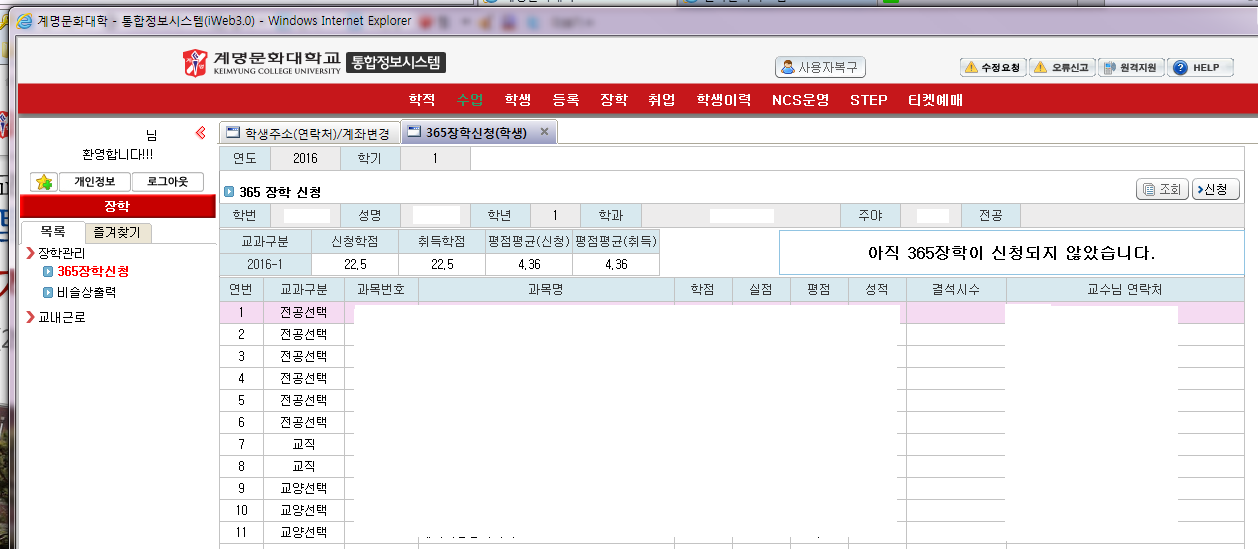 계명문화대학 - 통합정보시스템(iWeb3.0) - Windows Internet Explorer
계명문화대학교 통합정보시스템
KEIMYUNG COLLEGE UNIVERSITY
사용자복구 수정요청 오류신고 원격지원 HELP
학적 수업 학생 등록 장학 취업 학생이력 NCS운영 STEP 티켓예매
님
환영합니다!!!
개인정보 로그아웃
장학
목록 즐겨찾기
장학관리
365장학신청
비슬상출력
교내근로
학생주소(연락처)/계좌변경 365장학신청(학생)
연도 2016 학기 1
365 장학 신청 조회 신청
학번 성명 학년 1 학과 주야 전공
교과구분 신청학점 취득학점 평점평균(신청) 평점평균(취득)
2016-1 22.5 22.5 4.36 4.36
아직 365장학이 신청되지 않았습니다.
연번 교과구분 과목번호 과목명 학점 실점 평점 성적 결석시수 교수님 연락처
1 전공선택
2 전공선택
3 전공선택
4 전공선택
5 전공선택
6 전공선택
7 교직
8 교직
9 교양선택
10 교양선택
11 교양선택